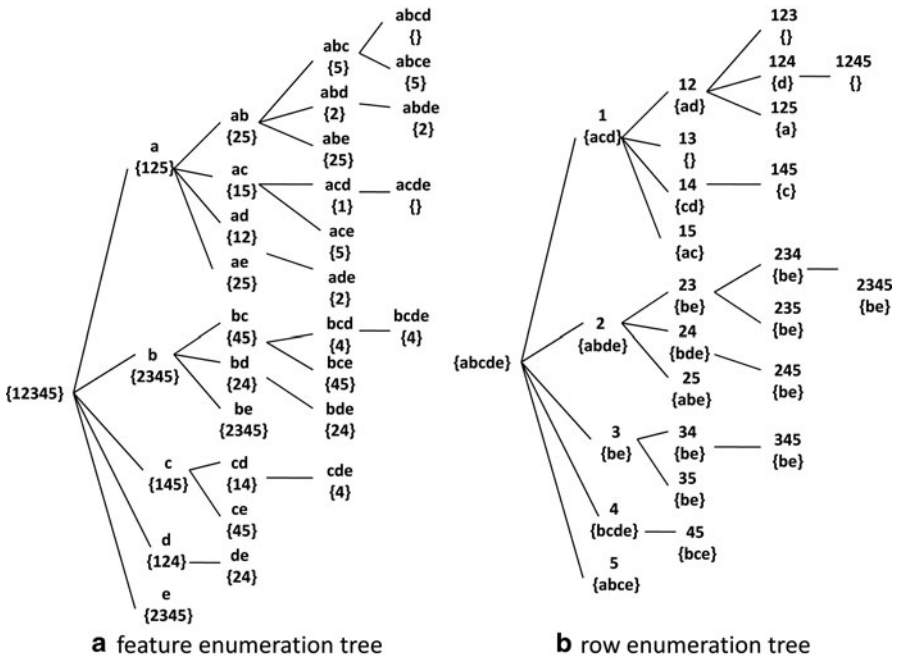 {12345}
a
{125}
ab
{25}
abc
{5}
abcd
{}
abce
{5}
abd
{2}
abde
{2}
abe
{25}
ac
{15}
acd
{1}
acde
{}
ace
{5}
ad
{12}
ade
{2}
ae
{25}
b
{2345}
bc
{45}
bcd
{4}
bcde
{4}
bce
{45}
bd
{24}
bde
{24}
be
{2345}
c
{145}
cd
{14}
cde
{4}
ce
{45}
d
{124}
de
{24}
e
{2345}
a feature enumeration tree
{abcde}
1
{acd}
12
{ad}
123
{}
124
{d}
1245
{}
125
{a}
13
{}
14
{cd}
145
{c}
15
{ac}
2
{abde}
23
{be}
234
{be}
2345
{be}
235
{be}
24
{bde}
245
{be}
25
{abe}
3
{be}
34
{be}
345
{be}
35
{be}
4
{bcde}
45
{bce}
5
{abce}
b row enumeration tree